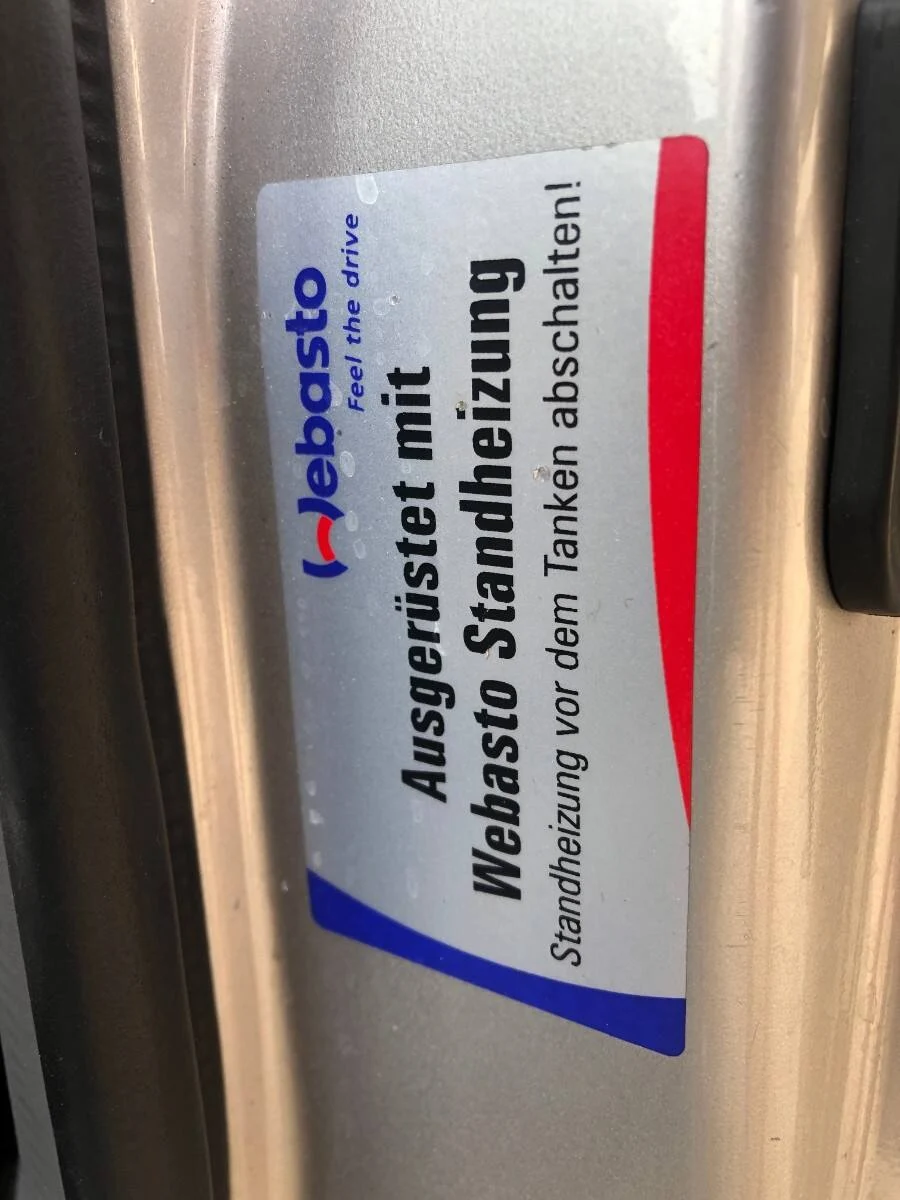 Webasto
Feel the drive
Ausgerüstet mit
Webasto Standheizung
Standheizung vor dem Tanken abschalten!